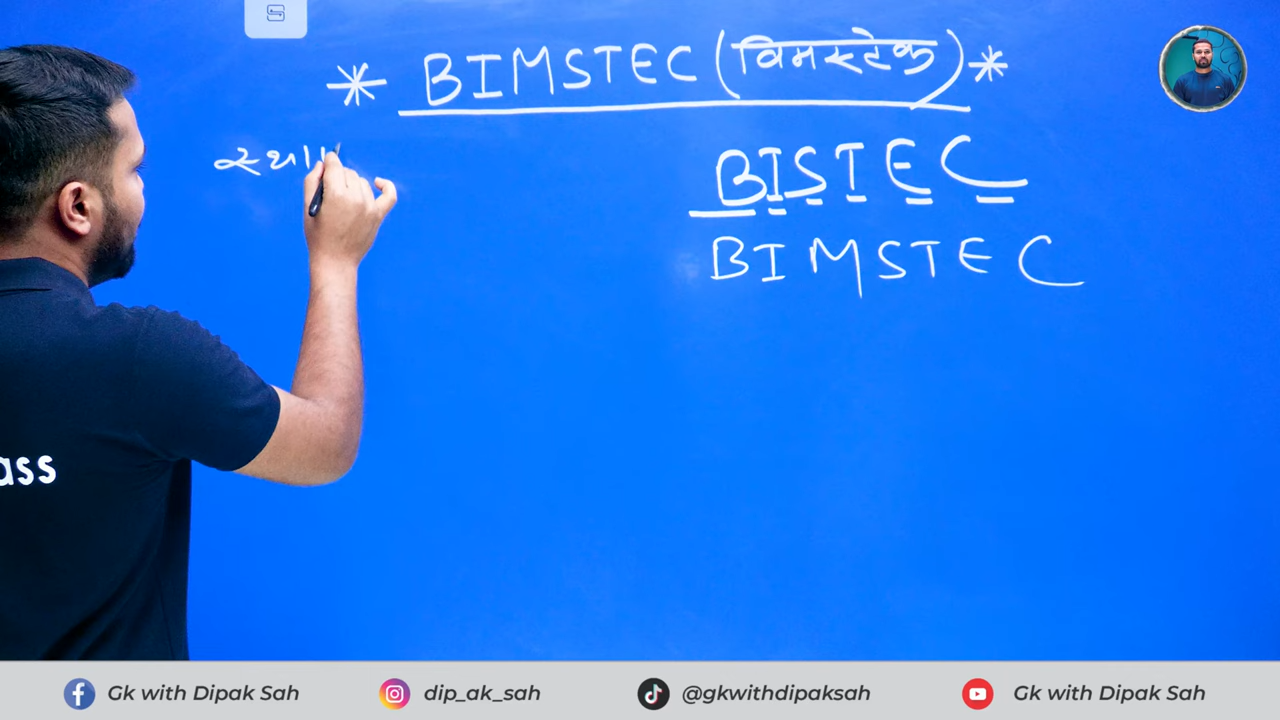 * BIMSTEC (विमस्टेक) *
BISTEC
BIMSTEC
ass
Gk with Dipak Sah
dip_ak_sah
@gkwithdipaksah
Gk with Dipak Sah